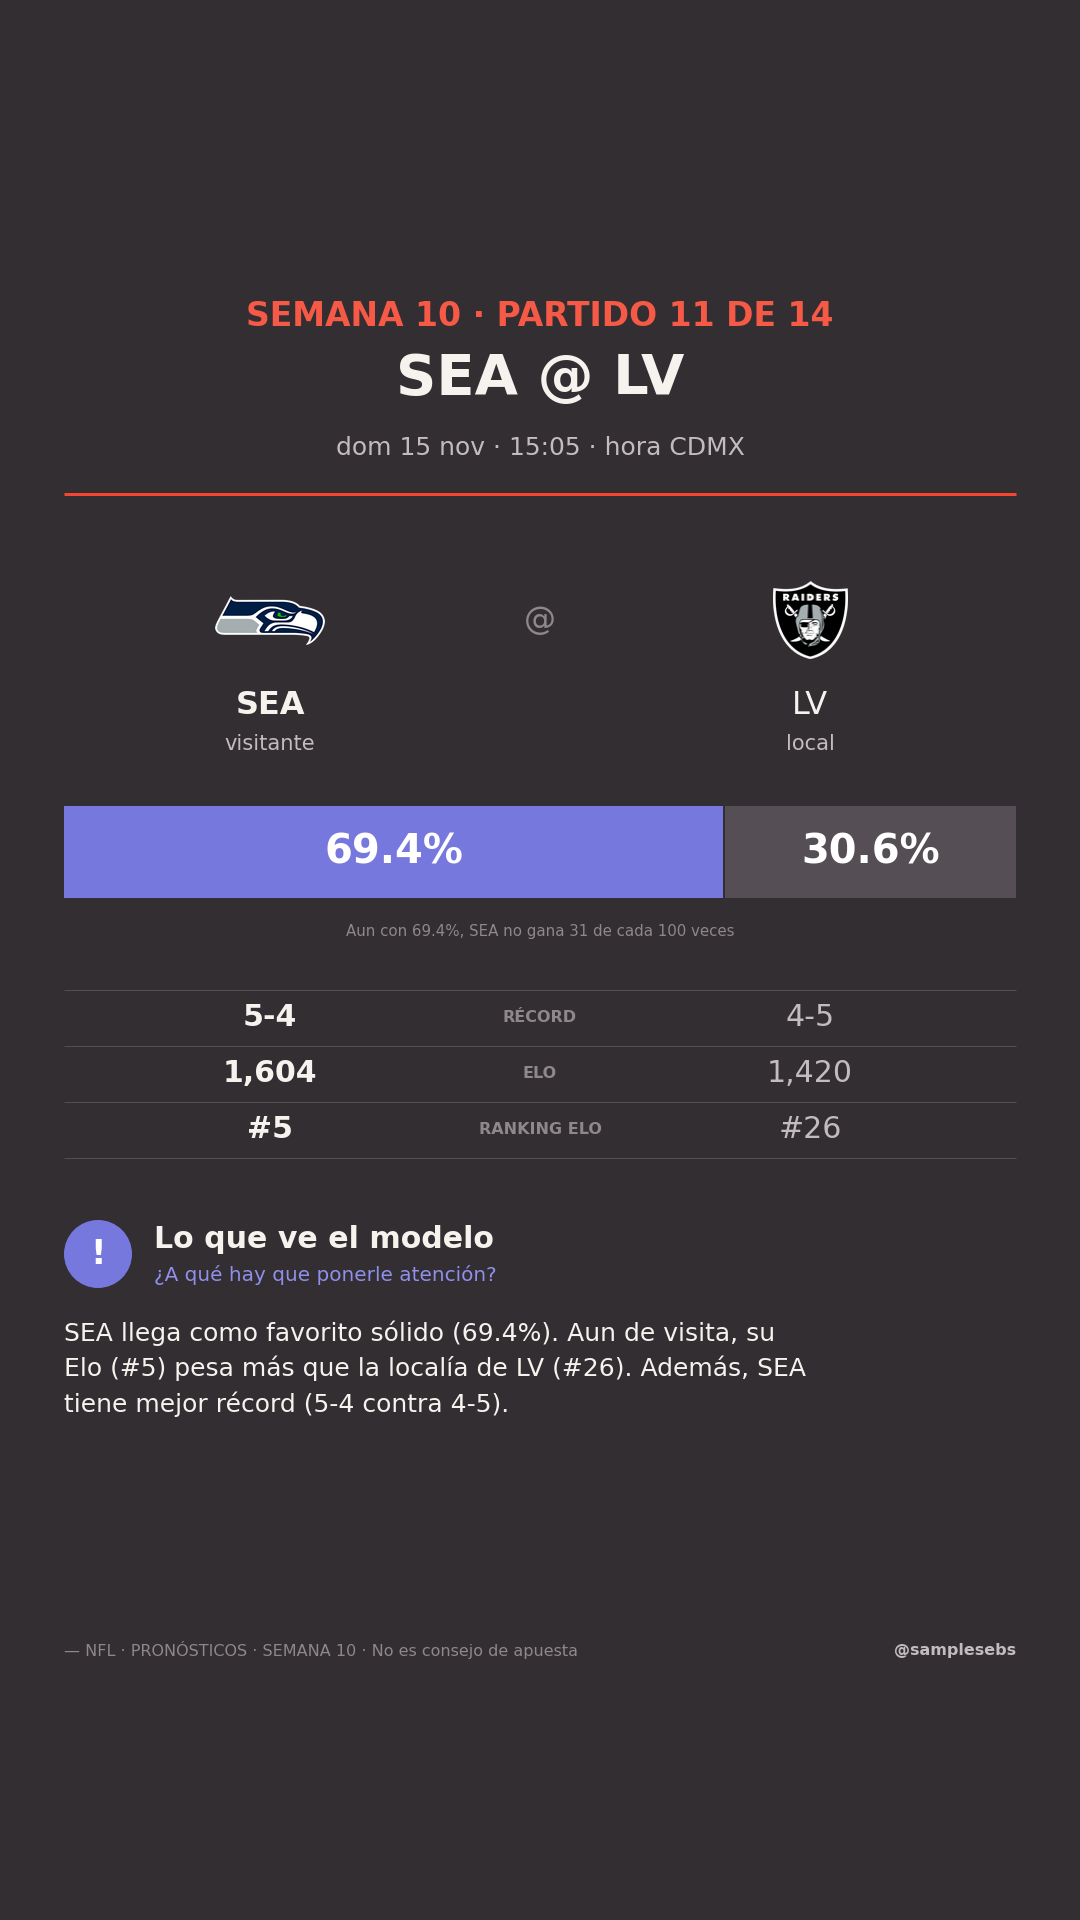 SEMANA 10 · PARTIDO 11 DE 14
SEA @ LV
dom 15 nov · 15:05 · hora CDMX
@
RAIDERS
SEA
LV
visitante
local
69.4%
30.6%
Aun con 69.4%, SEA no gana 31 de cada 100 veces
5-4 RÉCORD 4-5
1,604 ELO 1,420
#5 RANKING ELO #26
!
Lo que ve el modelo
¿A qué hay que ponerle atención?
SEA llega como favorito sólido (69.4%). Aun de visita, su
Elo (#5) pesa más que la localía de LV (#26). Además, SEA
tiene mejor récord (5-4 contra 4-5).
— NFL · PRONÓSTICOS · SEMANA 10 · No es consejo de apuesta
@samplesebs